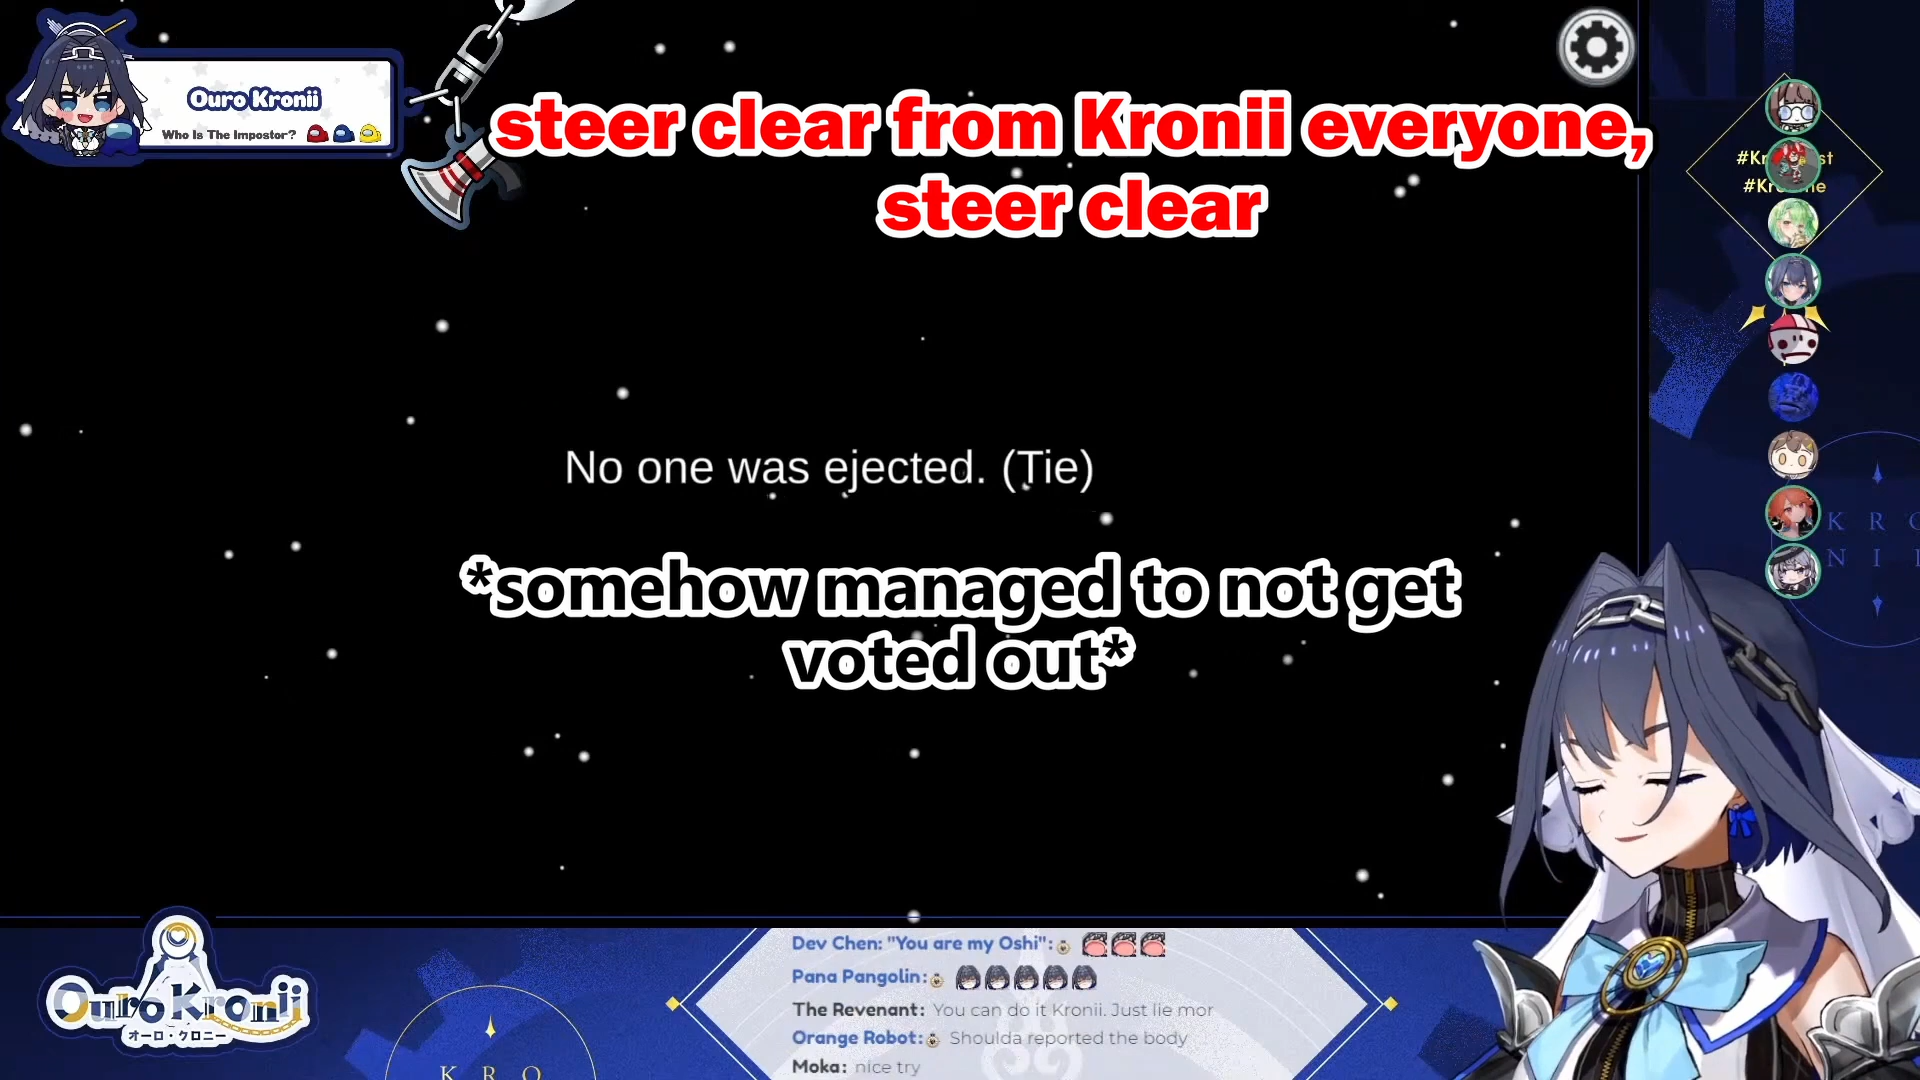 Ouro Kronii
Who Is The Impostor?
steer clear from Kronii everyone,
steer clear
No one was ejected. (Tie)
*somehow managed to not get
voted out*
K R O
N I I
Ouro Kronii
オーロ・クロニー
K R O
Dev Chen: "You are my Oshi":
Pana Pangolin:
The Revenant: You can do it Kronii. Just lie mor
Orange Robot: Shoulda reported the body
Moka: nice try